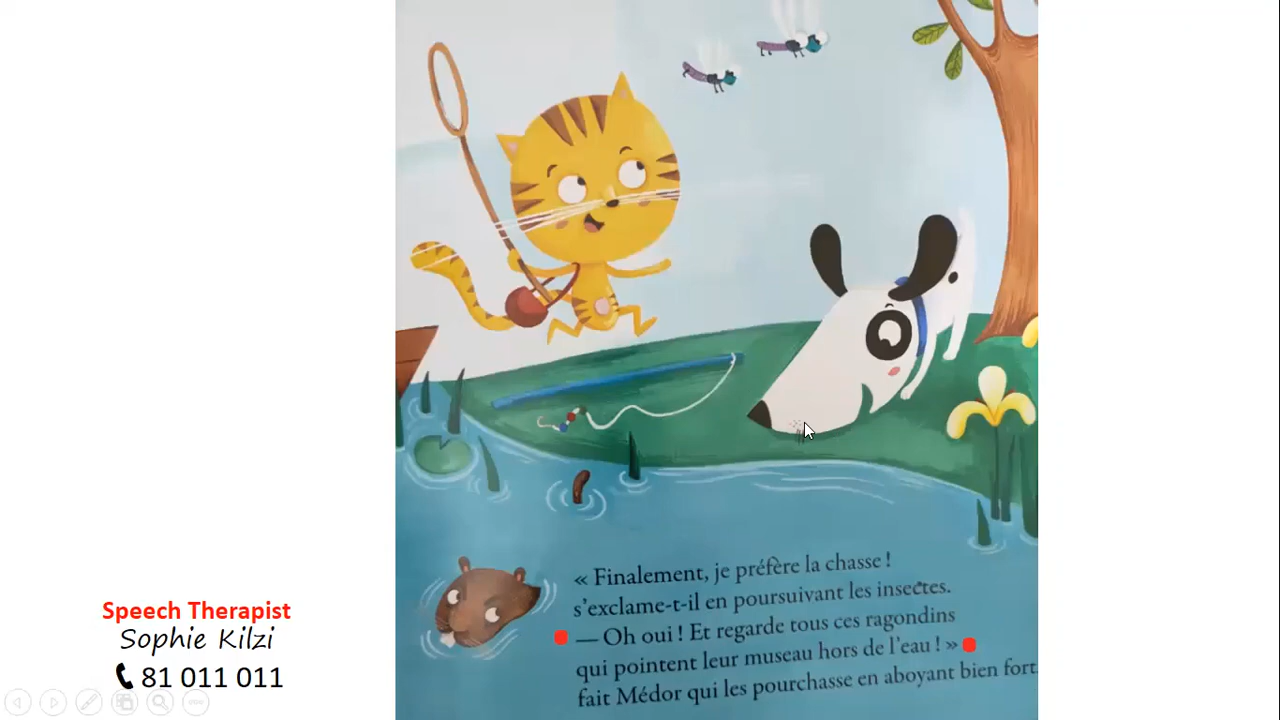 « Finalement, je préfère la chasse !
s'exclame-t-il en poursuivant les insectes.
— Oh oui ! Et regarde tous ces ragondins
qui pointent leur museau hors de l'eau ! »
fait Médor qui les pourchasse en aboyant bien fort.
Speech Therapist
Sophie Kilzi
81 011 011